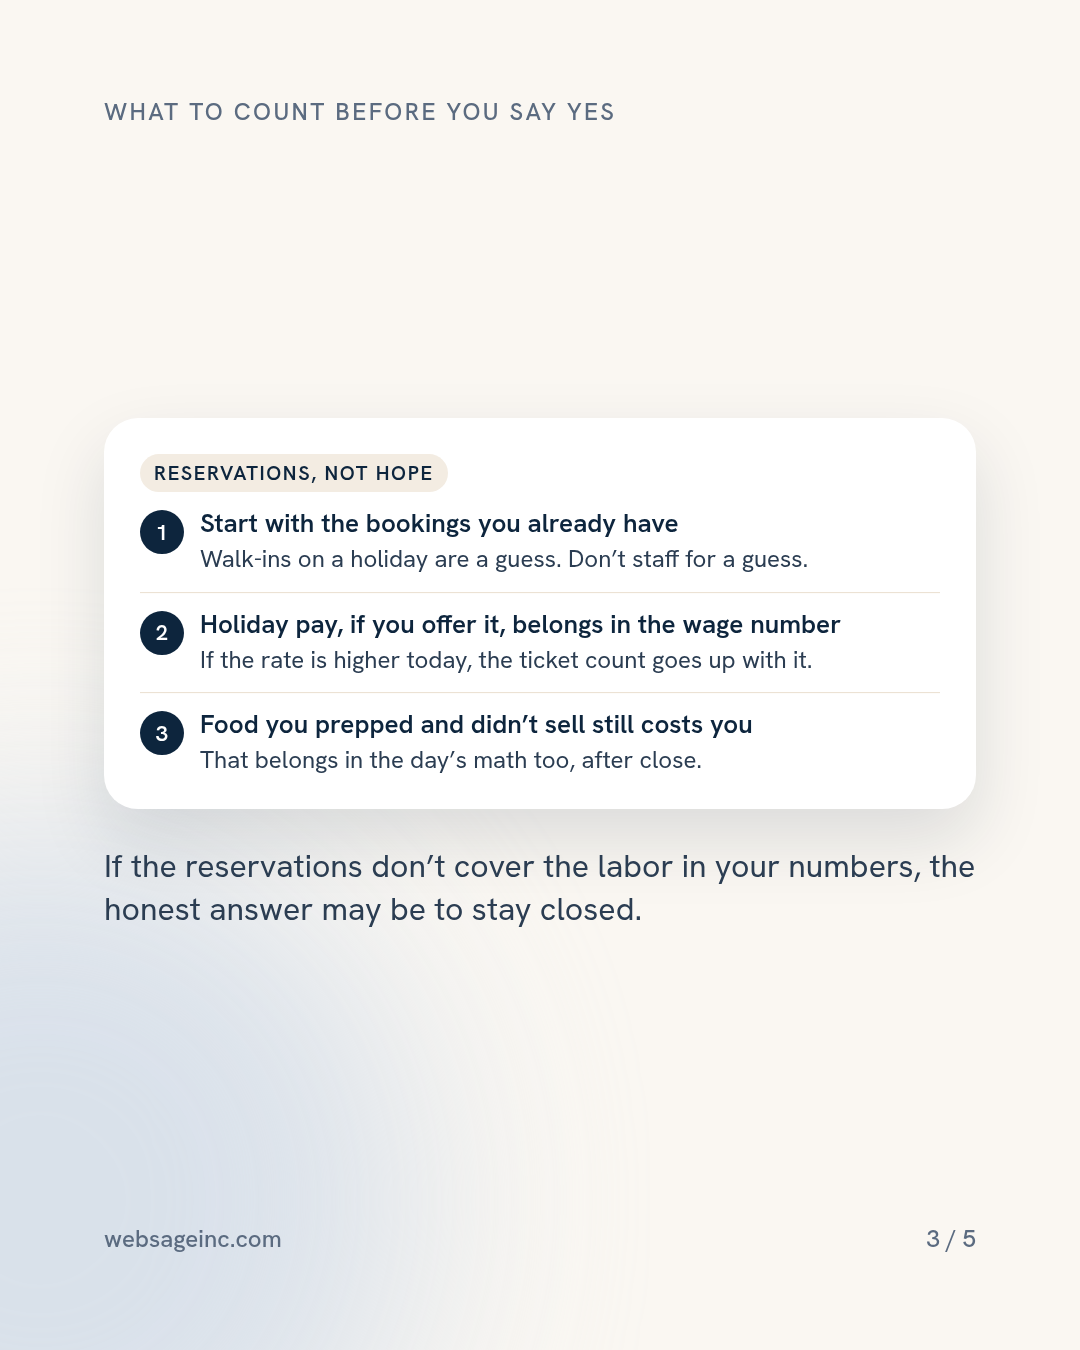 WHAT TO COUNT BEFORE YOU SAY YES
RESERVATIONS, NOT HOPE
1
Start with the bookings you already have
Walk-ins on a holiday are a guess. Don’t staff for a guess.
2
Holiday pay, if you offer it, belongs in the wage number
If the rate is higher today, the ticket count goes up with it.
3
Food you prepped and didn’t sell still costs you
That belongs in the day’s math too, after close.
If the reservations don’t cover the labor in your numbers, the
honest answer may be to stay closed.
websageinc.com
3 / 5